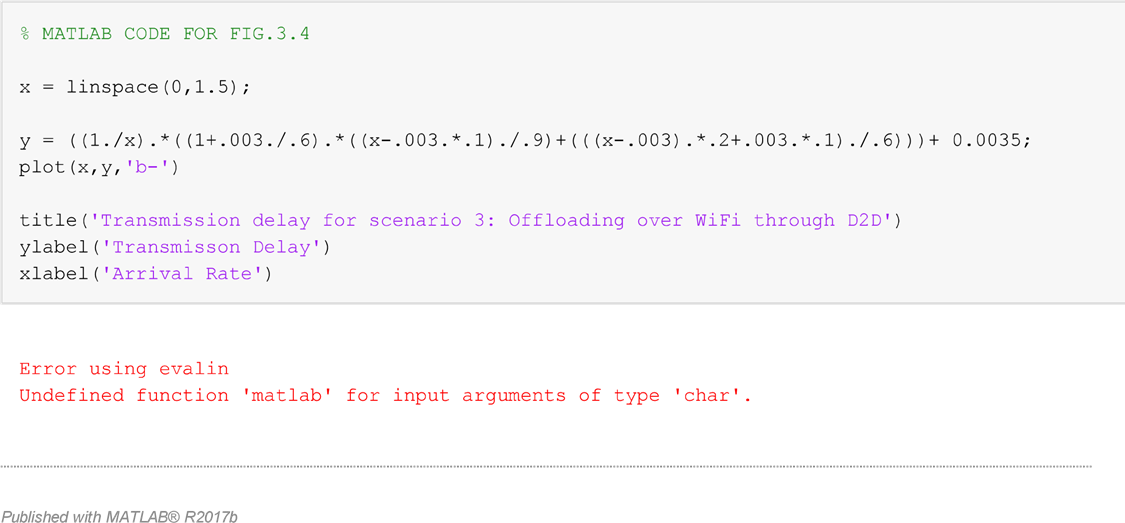 % MATLAB CODE FOR FIG.3.4
x = linspace(0,1.5);
y = ((1./x).*((1+.003./.6).*((x-.003.*.1)./.9)+(((x-.003).*.2+.003.*.1)./.6)))+ 0.0035;
plot(x,y,'b-')
title('Transmission delay for scenario 3: Offloading over WiFi through D2D')
ylabel('Transmisson Delay')
xlabel('Arrival Rate')
Error using evalin
Undefined function 'matlab' for input arguments of type 'char'.
Published with MATLAB® R2017b